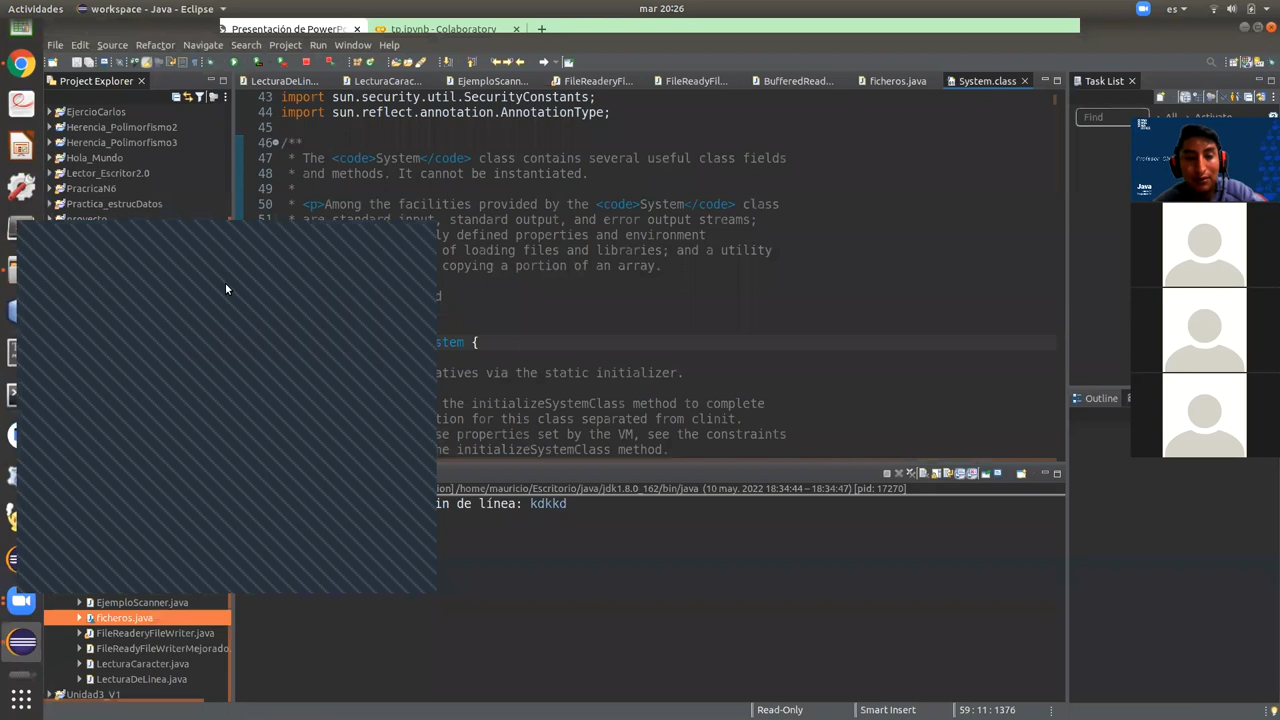 Actividades
workspace - Java - Eclipse
mar 20:26
es
Presentación de PowerPo
tp.ipynb - Colaboratory
File Edit Source Refactor Navigate Search Project Run Window Help
Project Explorer
LecturaDeLin...
LecturaCarac...
EjemploScann...
FileReaderyFi...
FileReadyFil...
BufferedRead...
ficheros.java
System.class
Task List
Find
All
Activate...
EjercioCarlos
Herencia_Polimorfismo2
Herencia_Polimorfismo3
Hola_Mundo
Lector_Escritor2.0
PracricaN6
Practica_estrucDatos
proyecto
43 import sun.security.util.SecurityConstants;
44 import sun.reflect.annotation.AnnotationType;
45
46 /**
47 * The <code>System</code> class contains several useful class fields
48 * and methods. It cannot be instantiated.
49 *
50 * <p>Among the facilities provided by the <code>System</code> class
51 * are standard input, standard output, and error output streams;
ly defined properties and environment
of loading files and libraries; and a utility
copying a portion of an array.
d
stem {
atives via the static initializer.
the initializeSystemClass method to complete
tion for this class separated from clinit.
se properties set by the VM, see the constraints
he initializeSystemClass method.
Java
Outline
ion] /home/mauricio/Escritorio/java/jdk1.8.0_162/bin/java (10 may. 2022 18:34:44 – 18:34:47) [pid: 17270]
in de línea: kdkkd
EjemploScanner.java
ficheros.java
FileReaderyFileWriter.java
FileReadyFileWriterMejorado.
LecturaCaracter.java
LecturaDeLinea.java
Unidad3_V1
Read-Only
Smart Insert
59 : 11 : 1376